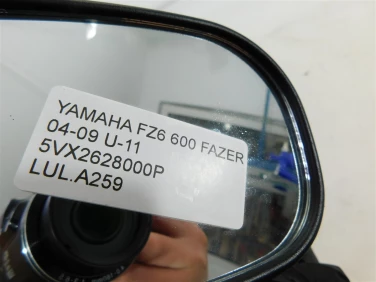 YAMAHA FZ6 600 FAZER
04-09 U-11
5VX2628000P
LUL.A259